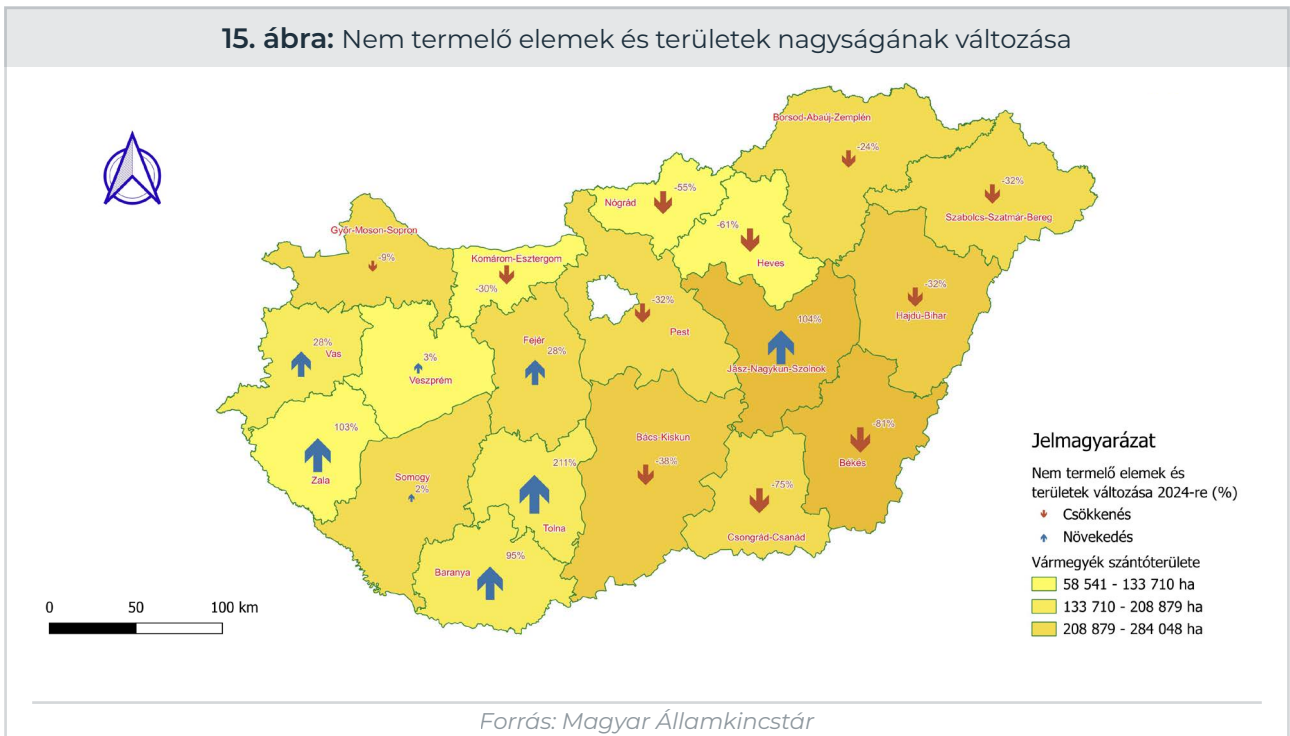 15. ábra: Nem termelő elemek és területek nagyságának változása
Borsod-Abaúj-Zemplén
-24%
-55%
Nógrád
-32%
Szabolcs-Szatmár-Bereg
-61%
Heves
Győr-Moson-Sopron
-9%
Komárom-Esztergom
-30%
-32%
Hajdú-Bihar
-32%
Pest
104%
Jász-Nagykun-Szolnok
28%
Vas
3%
Veszprém
Fejér
28%
-81%
Békés
Bács-Kiskun
-38%
103%
Zala
Somogy
2%
211%
Tolna
-75%
Csongrád-Csanád
95%
Baranya
0 50 100 km
Jelmagyarázat
Nem termelő elemek és
területek változása 2024-re (%)
Csökkenés
Növekedés
Vármegyék szántóterülete
58 541 - 133 710 ha
133 710 - 208 879 ha
208 879 - 284 048 ha
Forrás: Magyar Államkincstár